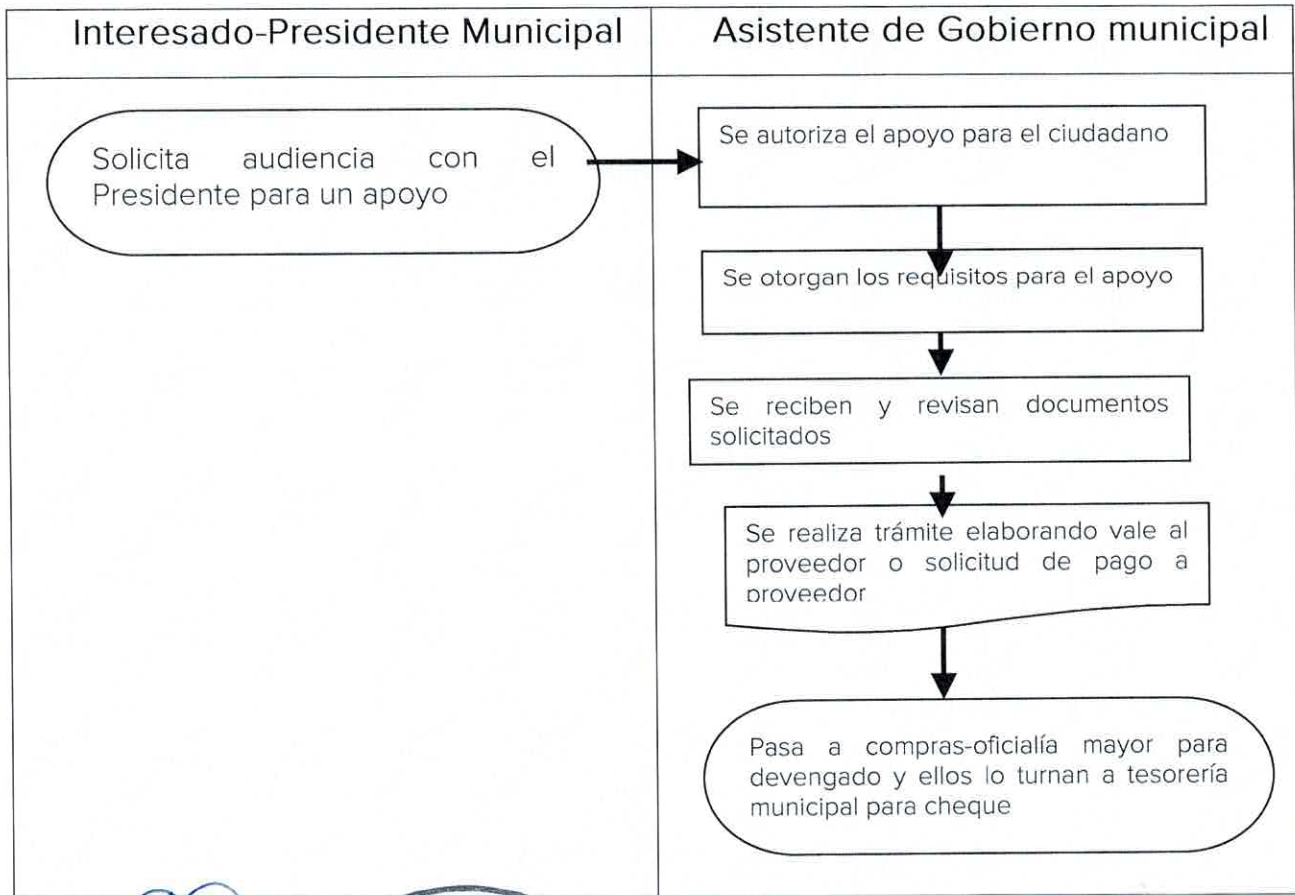 Interesado-Presidente Municipal
Asistente de Gobierno municipal
Solicita audiencia con el
Presidente para un apoyo
Se autoriza el apoyo para el ciudadano
Se otorgan los requisitos para el apoyo
Se reciben y revisan documentos
solicitados
Se realiza trámite elaborando vale al
proveedor o solicitud de pago a
proveedor
Pasa a compras-oficialía mayor para
devengado y ellos lo turnan a tesorería
municipal para cheque